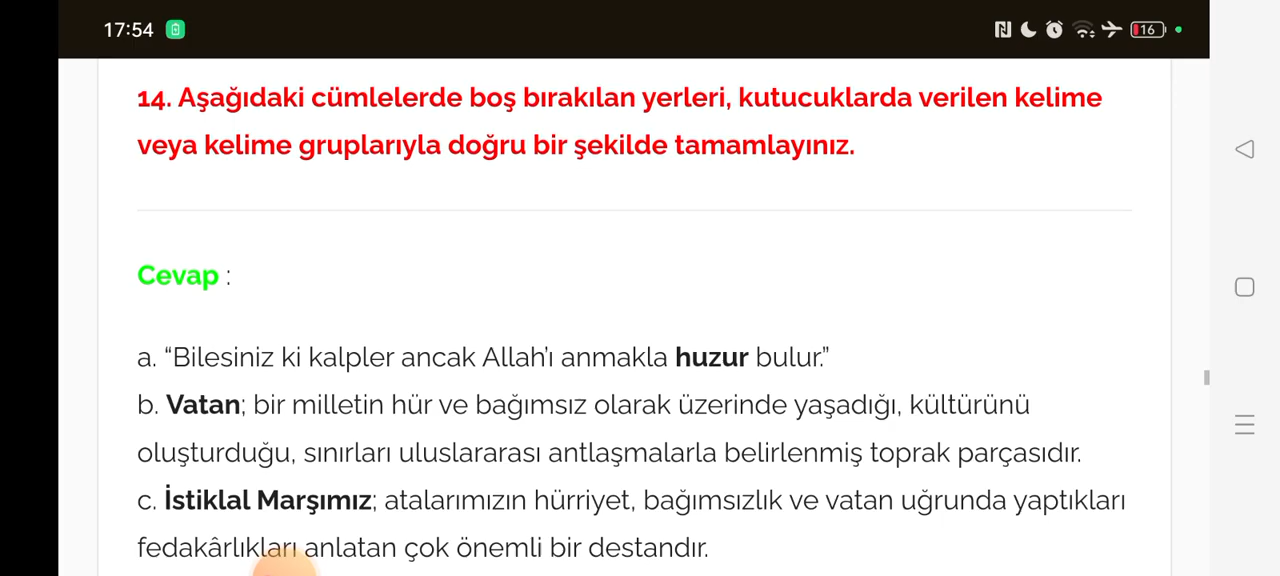 17:54
16
14. Aşağıdaki cümlelerde boş bırakılan yerleri, kutucuklarda verilen kelime
veya kelime gruplarıyla doğru bir şekilde tamamlayınız.
Cevap :
a. “Bilesiniz ki kalpler ancak Allah’ı anmakla huzur bulur.”
b. Vatan; bir milletin hür ve bağımsız olarak üzerinde yaşadığı, kültürünü
oluşturduğu, sınırları uluslararası antlaşmalarla belirlenmiş toprak parçasıdır.
c. İstiklal Marşımız; atalarımızın hürriyet, bağımsızlık ve vatan uğrunda yaptıkları
fedakârlıkları anlatan çok önemli bir destandır.